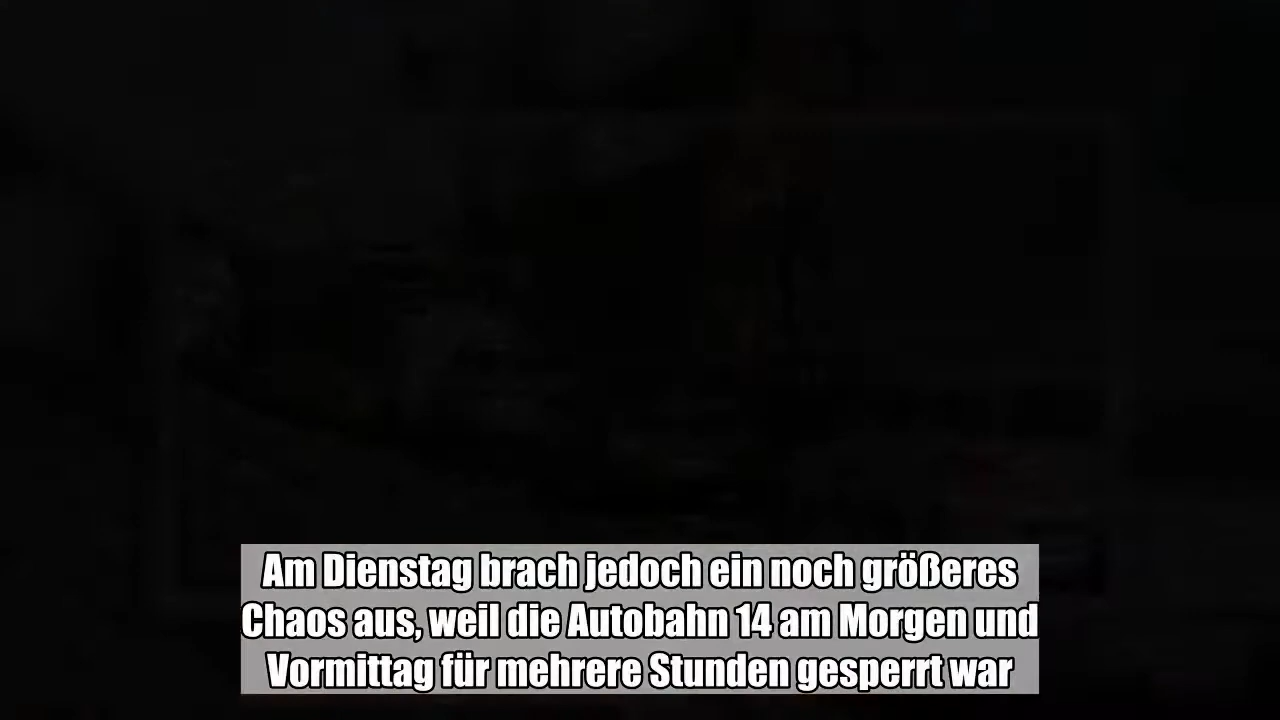 Am Dienstag brach jedoch ein noch größeres
Chaos aus, weil die Autobahn 14 am Morgen und
Vormittag für mehrere Stunden gesperrt war